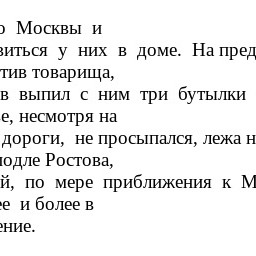 о Москвы и
виться у них в доме. На пред
тив товарища,
в выпил с ним три бутылки
е, несмотря на
дороги, не просыпался, лежа н
подле Ростова,
й, по мере приближения к М
ее и более в
ение.